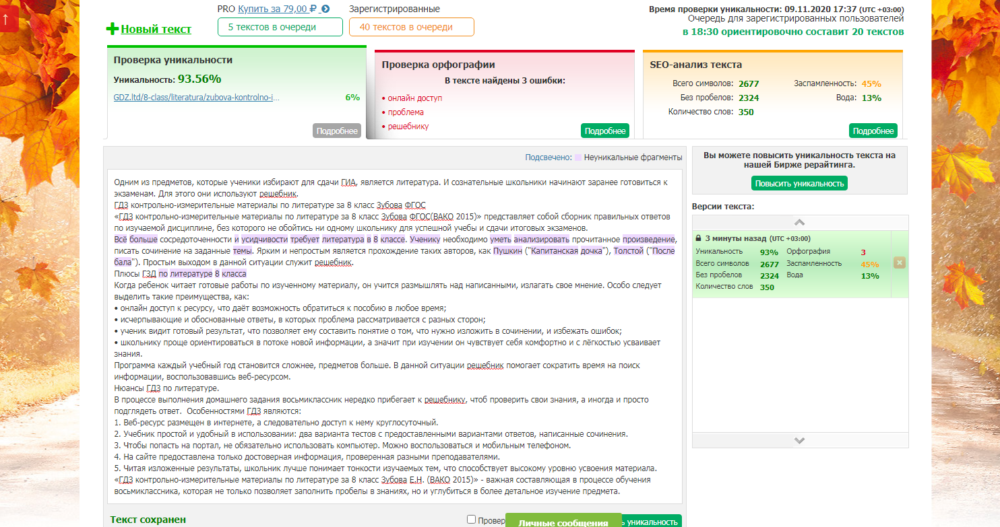 ↑
PRO Купить за 79,00 ₽
Зарегистрированные
Время проверки уникальности: 09.11.2020 17:37 (UTC +03:00)
Очередь для зарегистрированных пользователей
в 18:30 ориентировочно составит 20 текстов
Новый текст
5 текстов в очереди
40 текстов в очереди
Проверка уникальности
Уникальность: 93.56%
GDZ.ltd/8-class/literatura/zubova-kontrolno-i... 6%
Подробнее
Проверка орфографии
В тексте найдены 3 ошибки:
• онлайн доступ
• проблема
• решебнику
Подробнее
SEO-анализ текста
Всего символов: 2677 Заспамленность: 45%
Без пробелов: 2324 Вода: 13%
Количество слов: 350
Подробнее
Подсвечено: Неуникальные фрагменты
Одним из предметов, которые ученики избирают для сдачи ГИА, является литература. И сознательные школьники начинают заранее готовиться к
экзаменам. Для этого они используют решебник.
ГДЗ контрольно-измерительные материалы по литературе за 8 класс Зубова ФГОС
«ГДЗ контрольно-измерительные материалы по литературе за 8 класс Зубова ФГОС(ВАКО 2015)» представляет собой сборник правильных ответов
по изучаемой дисциплине, без которого не обойтись ни одному школьнику для успешной учебы и сдачи итоговых экзаменов.
Всё больше сосредоточенности и усидчивости требует литература в 8 классе. Ученику необходимо уметь анализировать прочитанное произведение,
писать сочинение на заданные темы. Ярким и непростым является прохождение таких авторов, как Пушкин ("Капитанская дочка"), Толстой ("После
бала"). Простым выходом в данной ситуации служит решебник.
Плюсы ГЗД по литературе 8 класса
Когда ребенок читает готовые работы по изученному материалу, он учится размышлять над написанными, излагать свое мнение. Особо следует
выделить такие преимущества, как:
• онлайн доступ к ресурсу, что даёт возможность обратиться к пособию в любое время;
• исчерпывающие и обоснованные ответы, в которых проблема рассматривается с разных сторон;
• ученик видит готовый результат, что позволяет ему составить понятие о том, что нужно изложить в сочинении, и избежать ошибок;
• школьнику проще ориентироваться в потоке новой информации, а значит при изучении он чувствует себя комфортно и с лёгкостью усваивает
знания.
Программа каждый учебный год становится сложнее, предметов больше. В данной ситуации решебник помогает сократить время на поиск
информации, воспользовавшись веб-ресурсом.
Нюансы ГДЗ по литературе.
В процессе выполнения домашнего задания восьмиклассник нередко прибегает к решебнику, чтоб проверить свои знания, а иногда и просто
подглядеть ответ. Особенностями ГДЗ являются:
1. Веб-ресурс размещен в интернете, а следовательно доступ к нему круглосуточный.
2. Учебник простой и удобный в использовании: два варианта тестов с предоставленными вариантами ответов, написанные сочинения.
3. Чтобы попасть на портал, не обязательно использовать компьютер. Можно воспользоваться и мобильным телефоном.
4. На сайте предоставлена только достоверная информация, проверенная разными преподавателями.
5. Читая изложенные результаты, школьник лучше понимает тонкости изучаемых тем, что способствует высокому уровню усвоения материала.
«ГДЗ контрольно-измерительные материалы по литературе за 8 класс Зубова Е.Н. (ВАКО 2015)» - важная составляющая в процессе обучения
восьмиклассника, которая не только позволяет заполнить пробелы в знаниях, но и углубиться в более детальное изучение предмета.
Вы можете повысить уникальность текста на
нашей Бирже рерайтинга.
Повысить уникальность
Версии текста:
3 минуты назад (UTC +03:00)
Уникальность 93% Орфография 3
Всего символов 2677 Заспамленность 45%
Без пробелов 2324 Вода 13%
Количество слов 350
Текст сохранен
Провер
Личные сообщения
ь уникальность